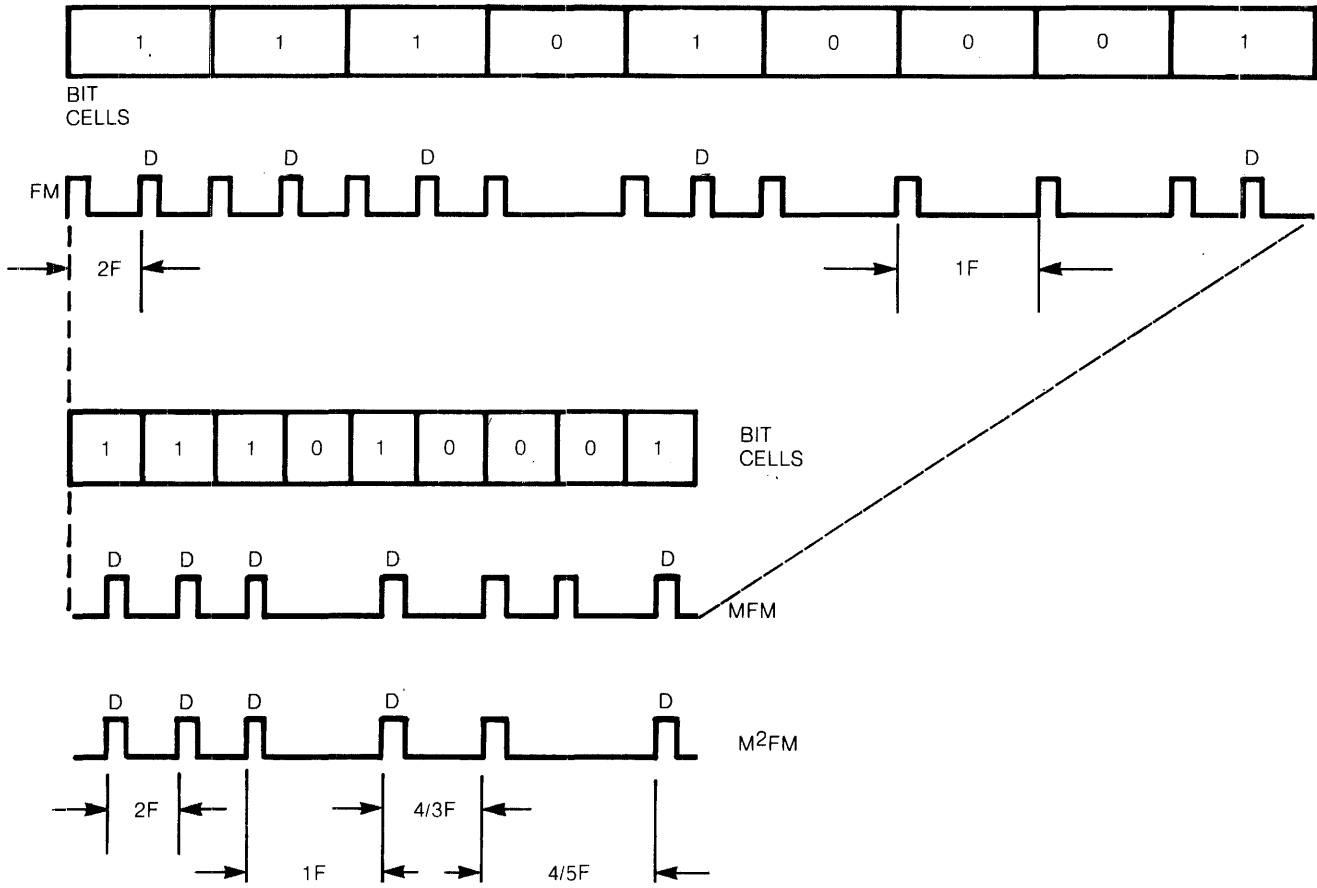 1 1 1 0 1 0 0 0 1
BIT
CELLS
D D D D D
FM
2F 1F
1 1 1 0 1 0 0 0 1
BIT
CELLS
D D D D D
MFM
D D D D D
M²FM
2F 4/3F
1F 4/5F